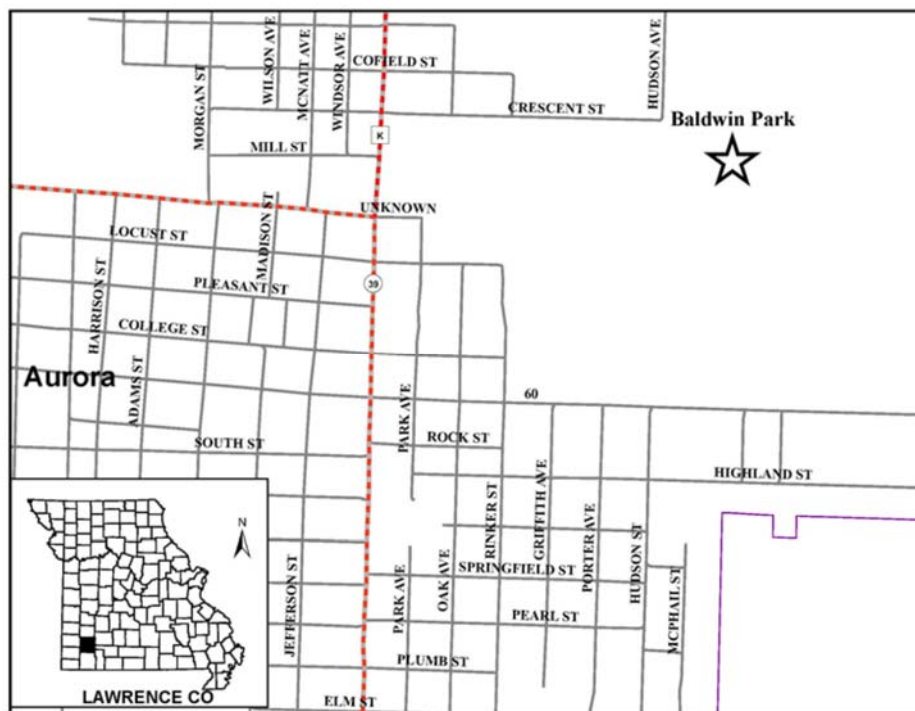 WILSON AVE
MCNATT AVE
WINDSOR AVE
COFIELD ST
HUDSON AVE
MORGAN ST
CRESCENT ST
Baldwin Park
K
MILL ST
MADISON ST
UNKNOWN
LOCUST ST
HARRISON ST
PLEASANT ST
39
COLLEGE ST
Aurora
ADAMS ST
PARK AVE
60
SOUTH ST
ROCK ST
HIGHLAND ST
RINKER ST
GRIFFITH AVE
PORTER AVE
HUDSON ST
N
JEFFERSON ST
PARK AVE
OAK AVE
SPRINGFIELD ST
MCPHAIL ST
PEARL ST
PLUMB ST
LAWRENCE CO
ELM ST